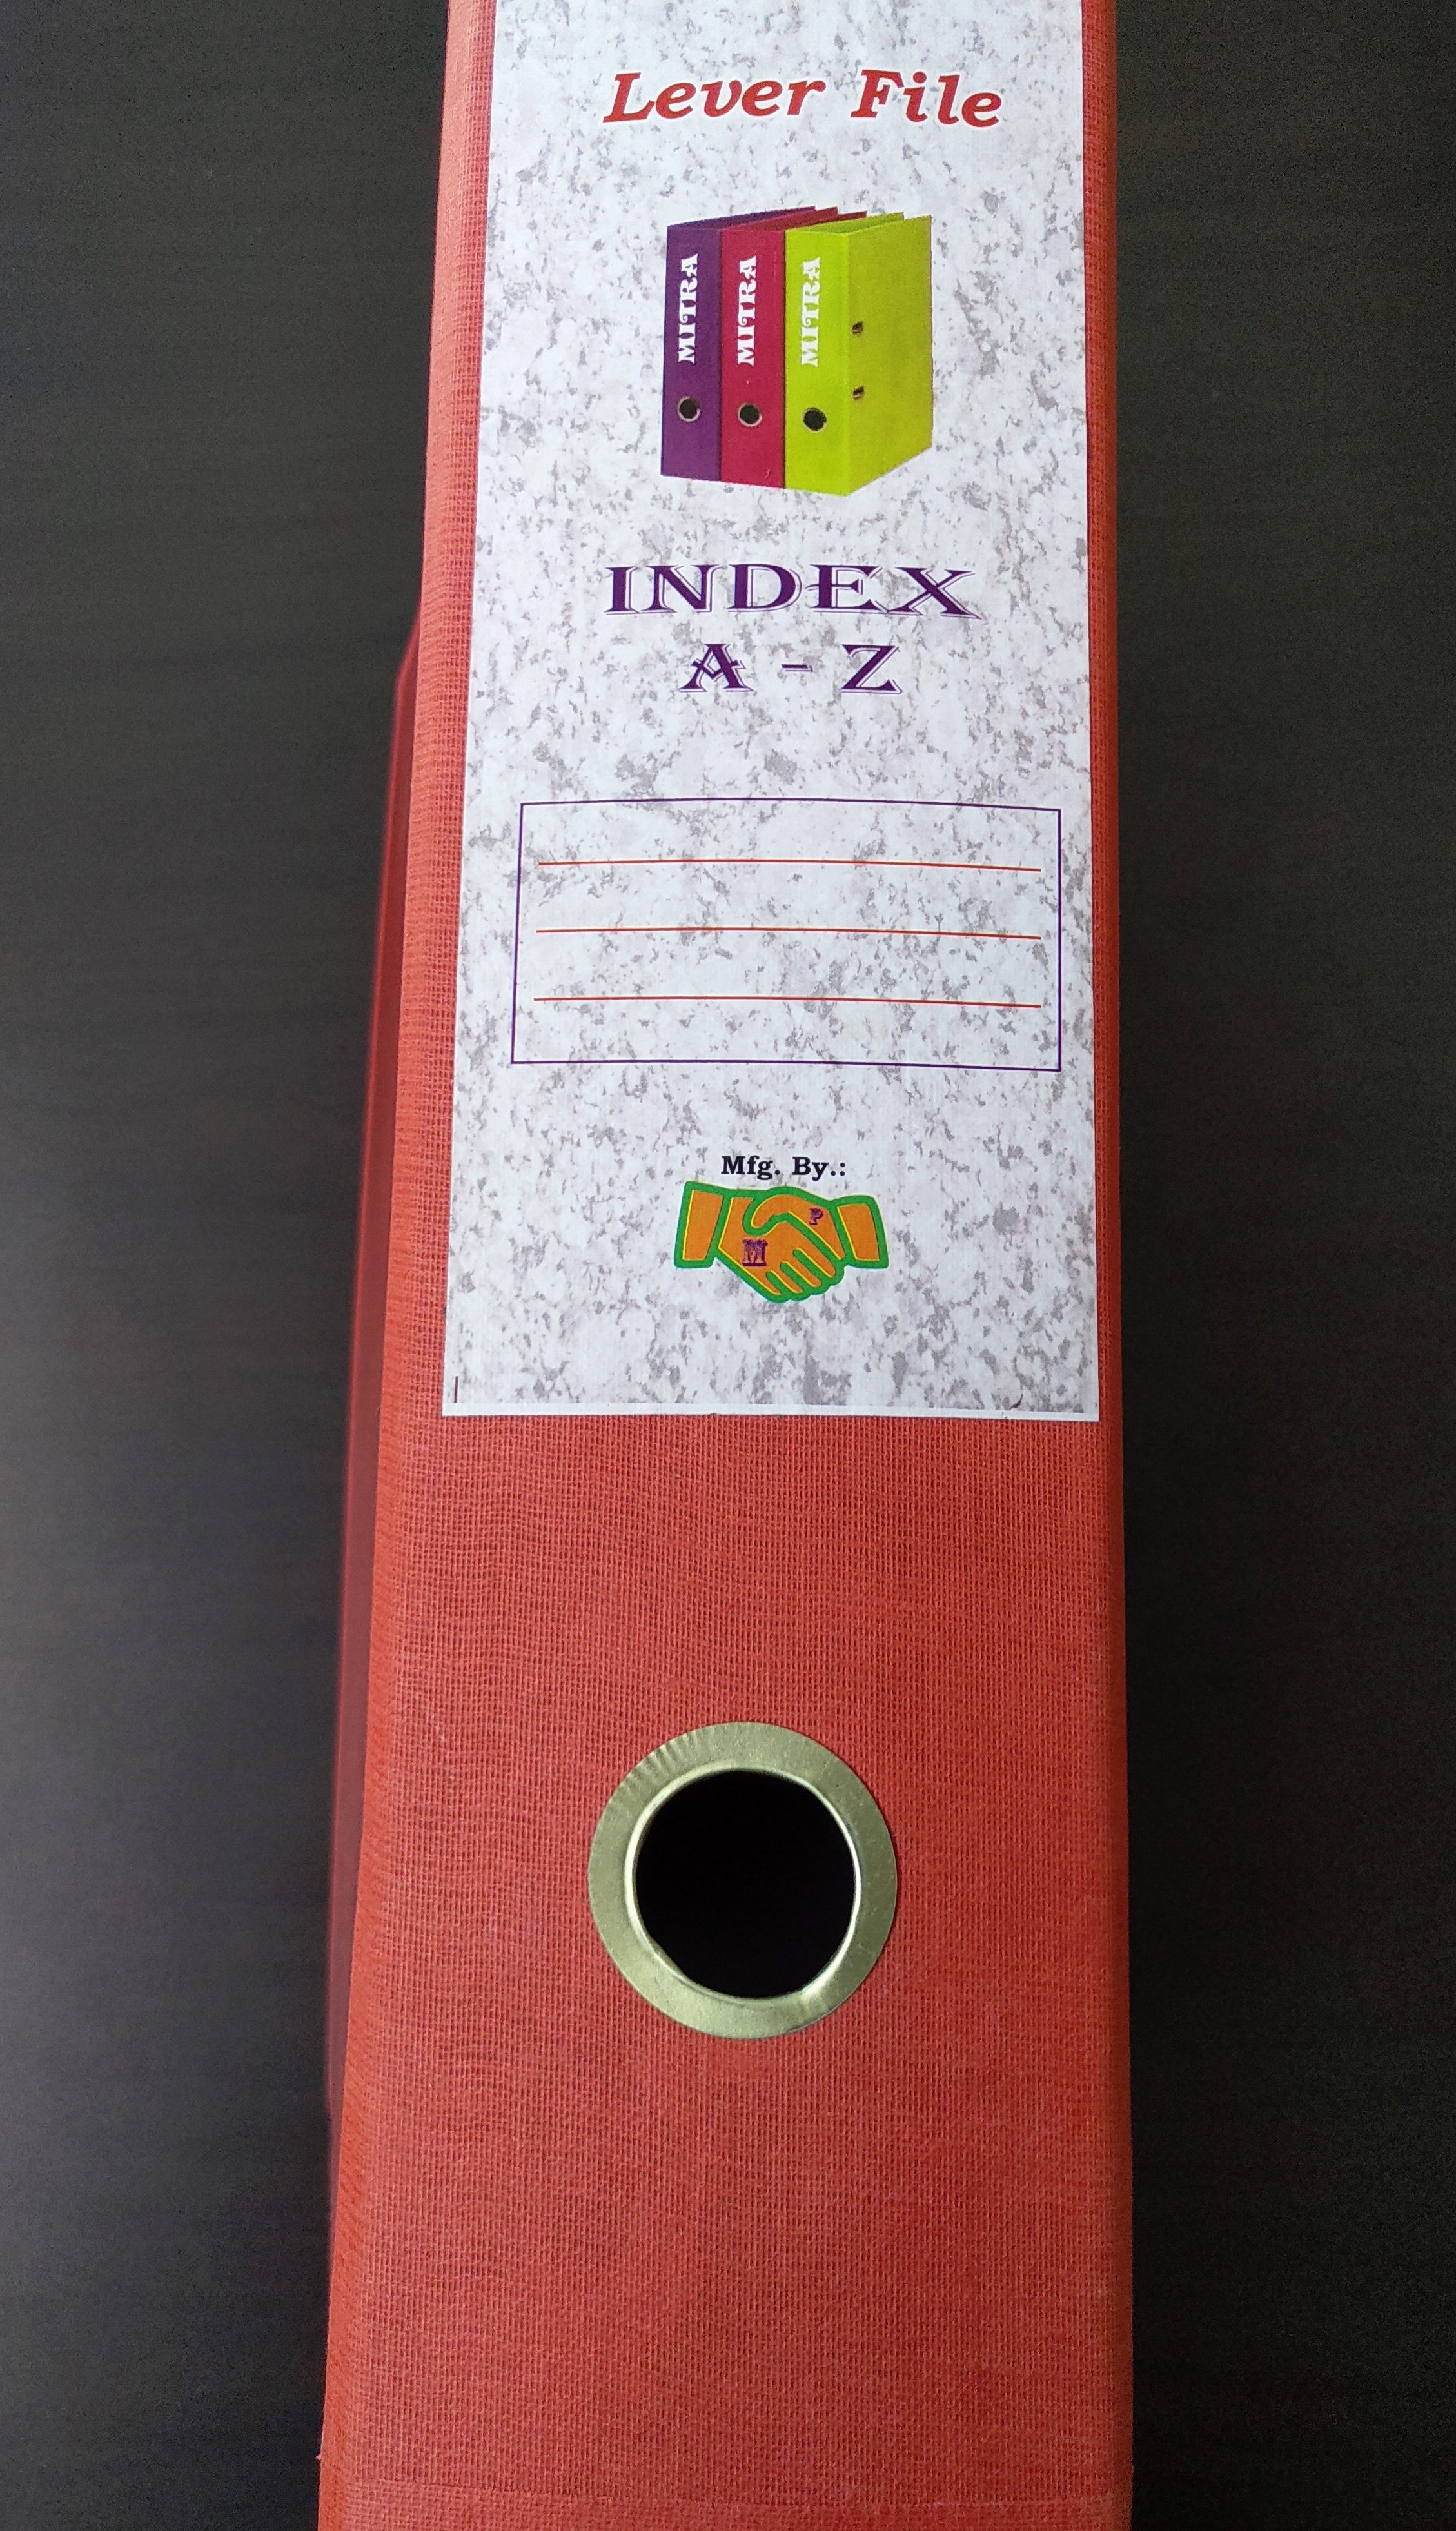 Lever File
MITRA
MITRA
MITRA
INDEX
A - Z
Mfg. By.:
M
P